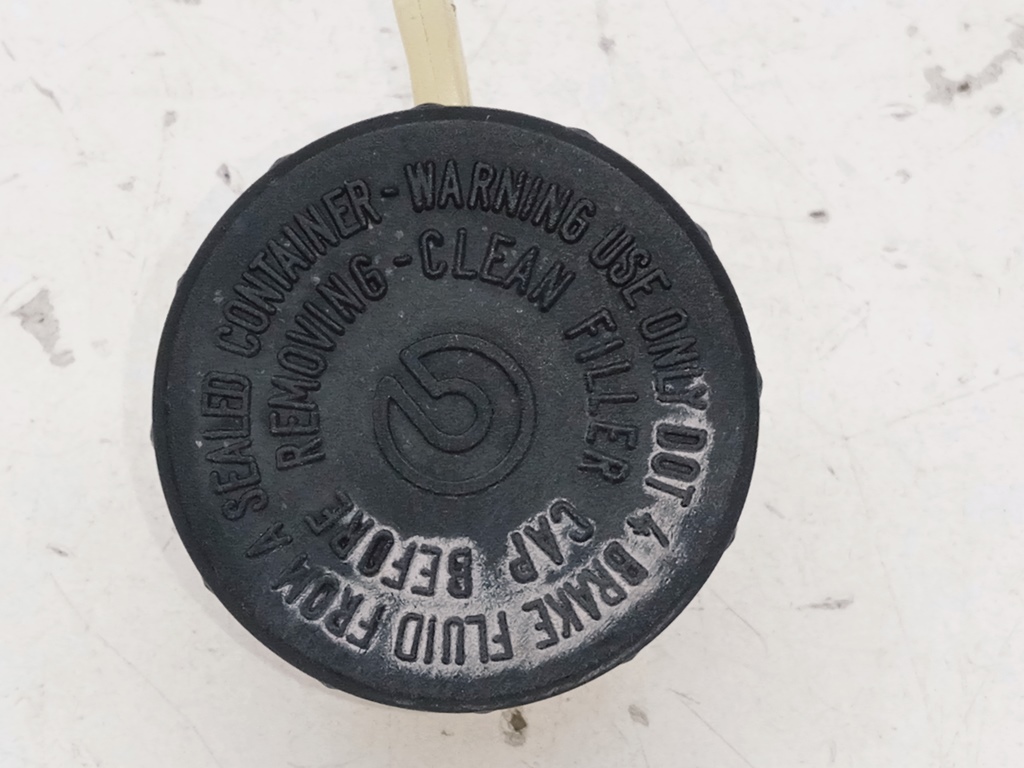 WARNING USE ONLY DOT 4 BRAKE FLUID FROM A SEALED CONTAINER-
CLEAN FILLER CAP BEFORE REMOVING-